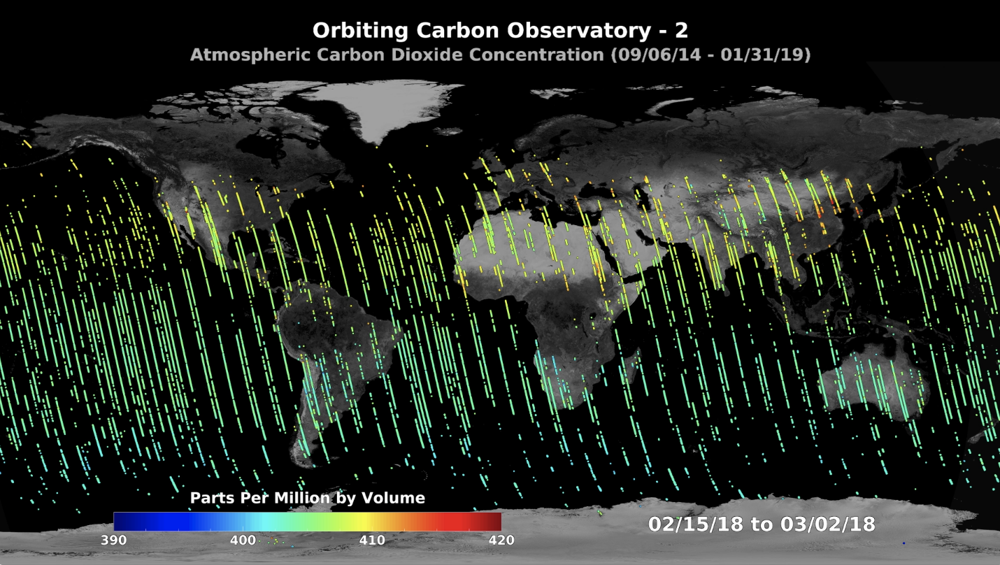 Orbiting Carbon Observatory - 2
Atmospheric Carbon Dioxide Concentration (09/06/14 - 01/31/19)
Parts Per Million by Volume
390 400 410 420
02/15/18 to 03/02/18